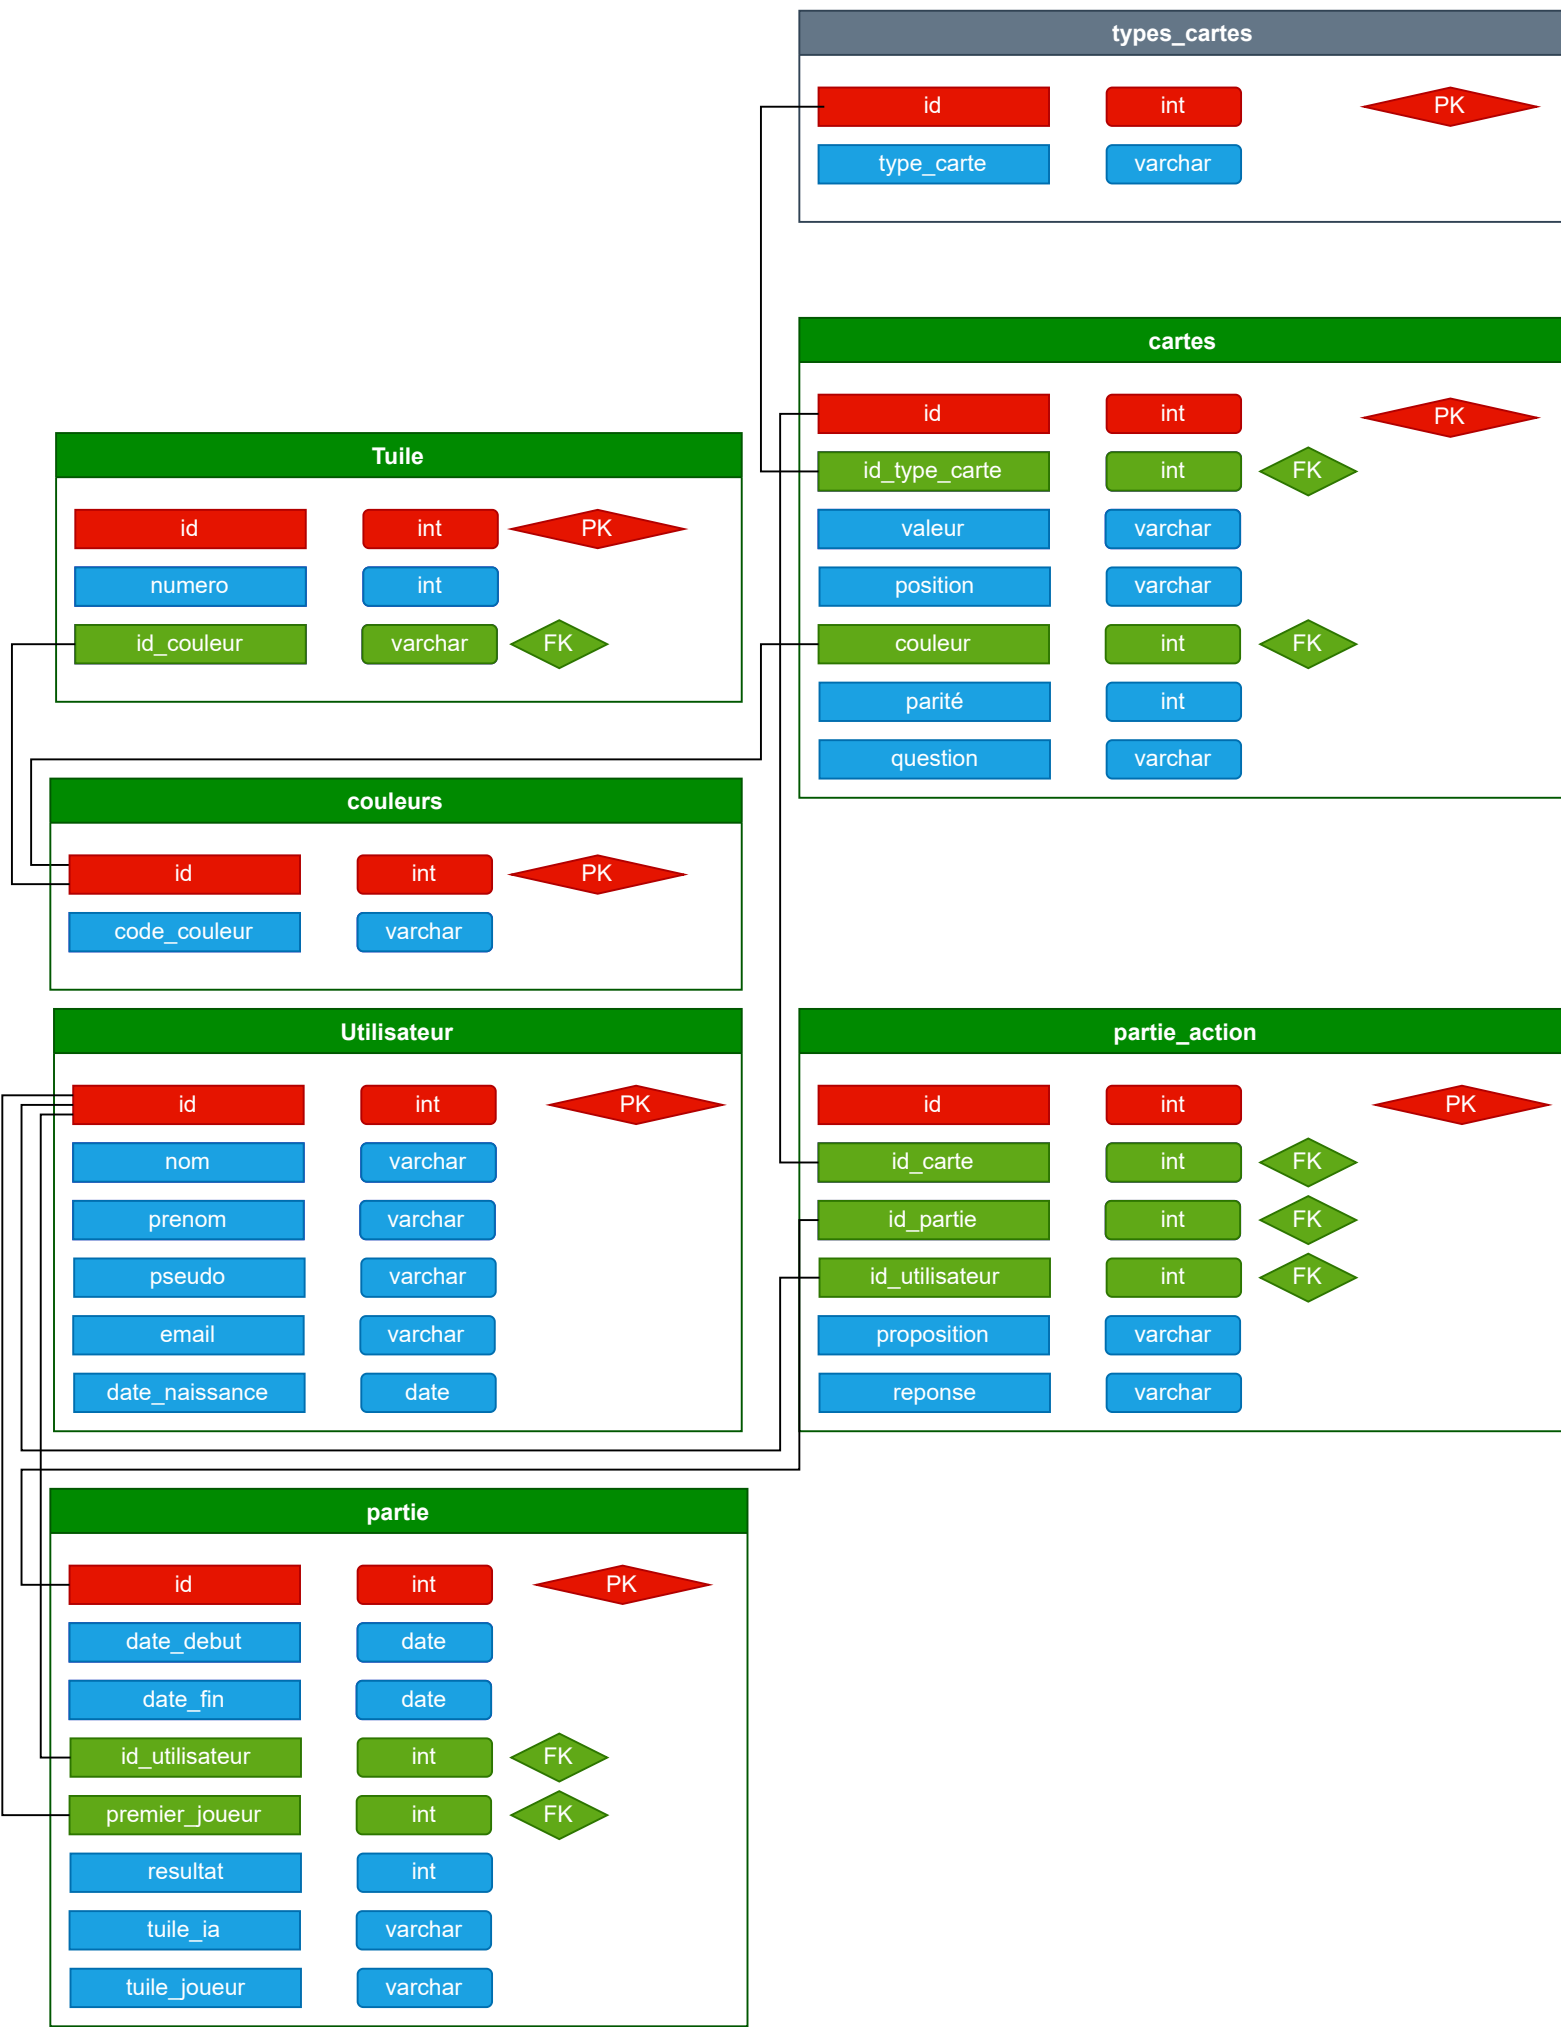 types_cartes
id int PK
type_carte varchar
cartes
id int PK
id_type_carte int FK
valeur varchar
position varchar
couleur int FK
parité int
question varchar
Tuile
id int PK
numero int
id_couleur varchar FK
couleurs
id int PK
code_couleur varchar
Utilisateur
id int PK
nom varchar
prenom varchar
pseudo varchar
email varchar
date_naissance date
partie_action
id int PK
id_carte int FK
id_partie int FK
id_utilisateur int FK
proposition varchar
reponse varchar
partie
id int PK
date_debut date
date_fin date
id_utilisateur int FK
premier_joueur int FK
resultat int
tuile_ia varchar
tuile_joueur varchar